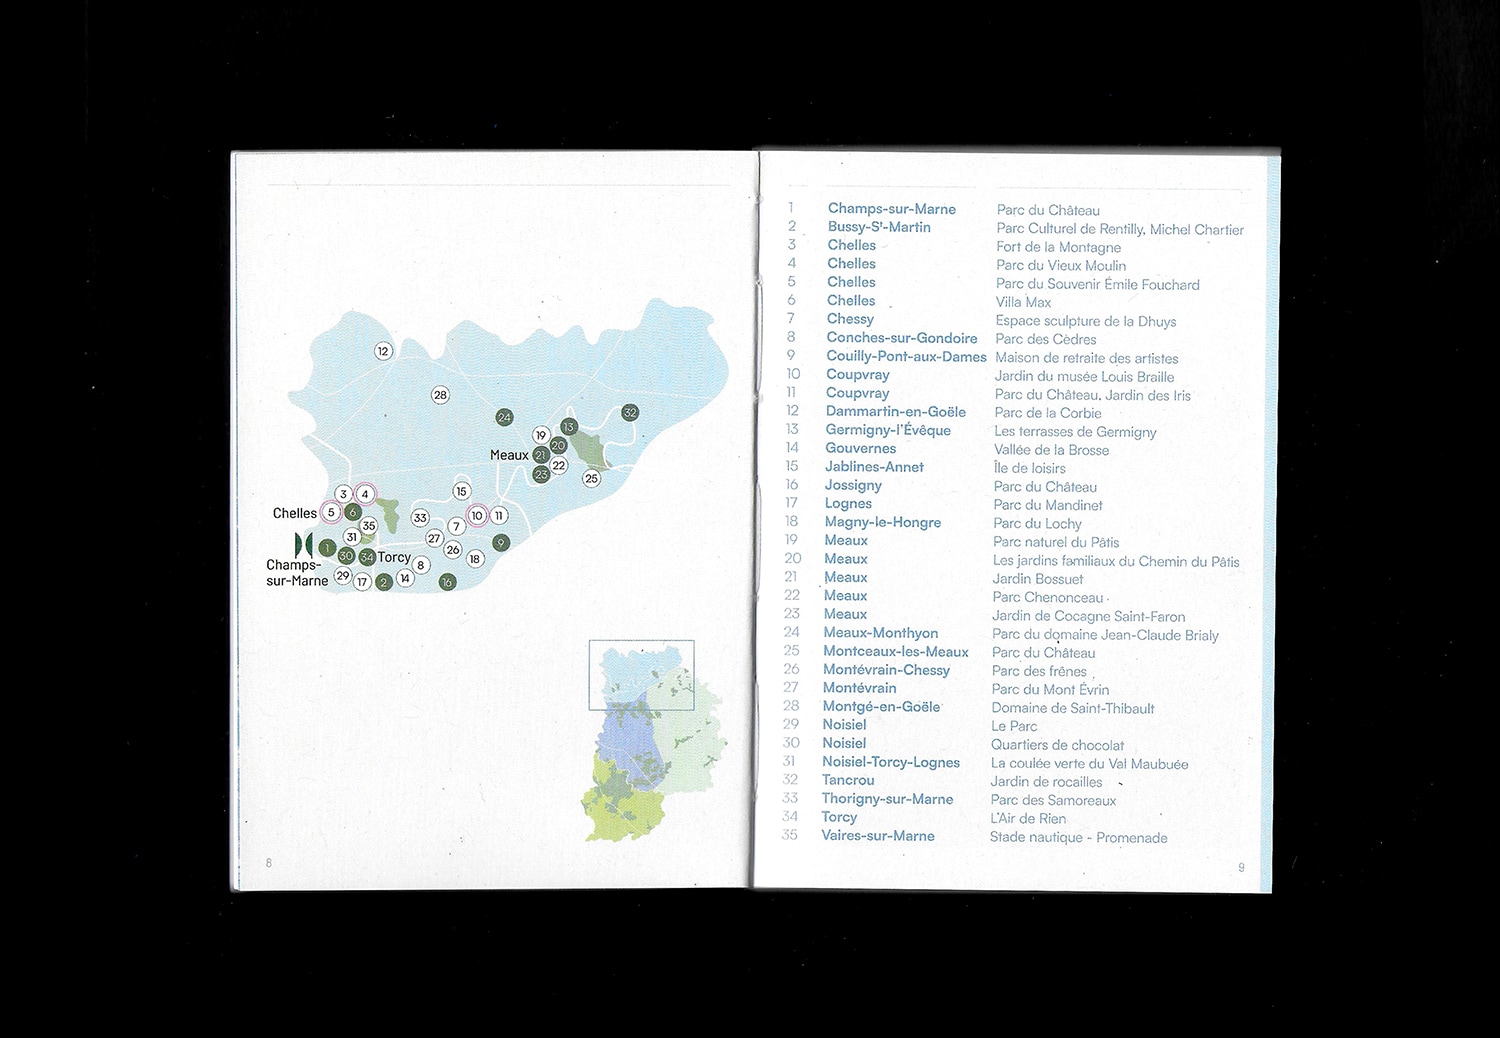 12
28
24
32
13
19
20
Meaux 21
22
23
25
3 4
15
Chelles 5 6
33 10 11
35 7
31 27
1 26 9
30 34 Torcy
Champs-
sur-Marne
8 18
29 17 2 14 16
8
1 Champs-sur-Marne Parc du Château
2 Bussy-Sᵗ-Martin Parc Culturel de Rentilly, Michel Chartier
3 Chelles Fort de la Montagne
4 Chelles Parc du Vieux Moulin
5 Chelles Parc du Souvenir Émile Fouchard
6 Chelles Villa Max
7 Chessy Espace sculpture de la Dhuys
8 Conches-sur-Gondoire Parc des Cèdres
9 Couilly-Pont-aux-Dames Maison de retraite des artistes
10 Coupvray Jardin du musée Louis Braille
11 Coupvray Parc du Château, Jardin des Iris
12 Dammartin-en-Goële Parc de la Corbie
13 Germigny-l'Évêque Les terrasses de Germigny
14 Gouvernes Vallée de la Brosse
15 Jablines-Annet Île de loisirs
16 Jossigny Parc du Château
17 Lognes Parc du Mandinet
18 Magny-le-Hongre Parc du Lochy
19 Meaux Parc naturel du Pâtis
20 Meaux Les jardins familiaux du Chemin du Pâtis
21 Meaux Jardin Bossuet
22 Meaux Parc Chenonceau
23 Meaux Jardin de Cocagne Saint-Faron
24 Meaux-Monthyon Parc du domaine Jean-Claude Brialy
25 Montceaux-les-Meaux Parc du Château
26 Montévrain-Chessy Parc des frênes
27 Montévrain Parc du Mont Évrin
28 Montgé-en-Goële Domaine de Saint-Thibault
29 Noisiel Le Parc
30 Noisiel Quartiers de chocolat
31 Noisiel-Torcy-Lognes La coulée verte du Val Maubuée
32 Tancrou Jardin de rocailles
33 Thorigny-sur-Marne Parc des Samoreaux
34 Torcy L'Air de Rien
35 Vaires-sur-Marne Stade nautique - Promenade
9